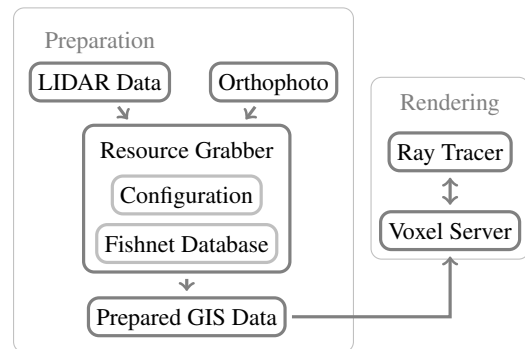 Preparation
LIDAR Data
Orthophoto
Resource Grabber
Configuration
Fishnet Database
Prepared GIS Data
Rendering
Ray Tracer
Voxel Server